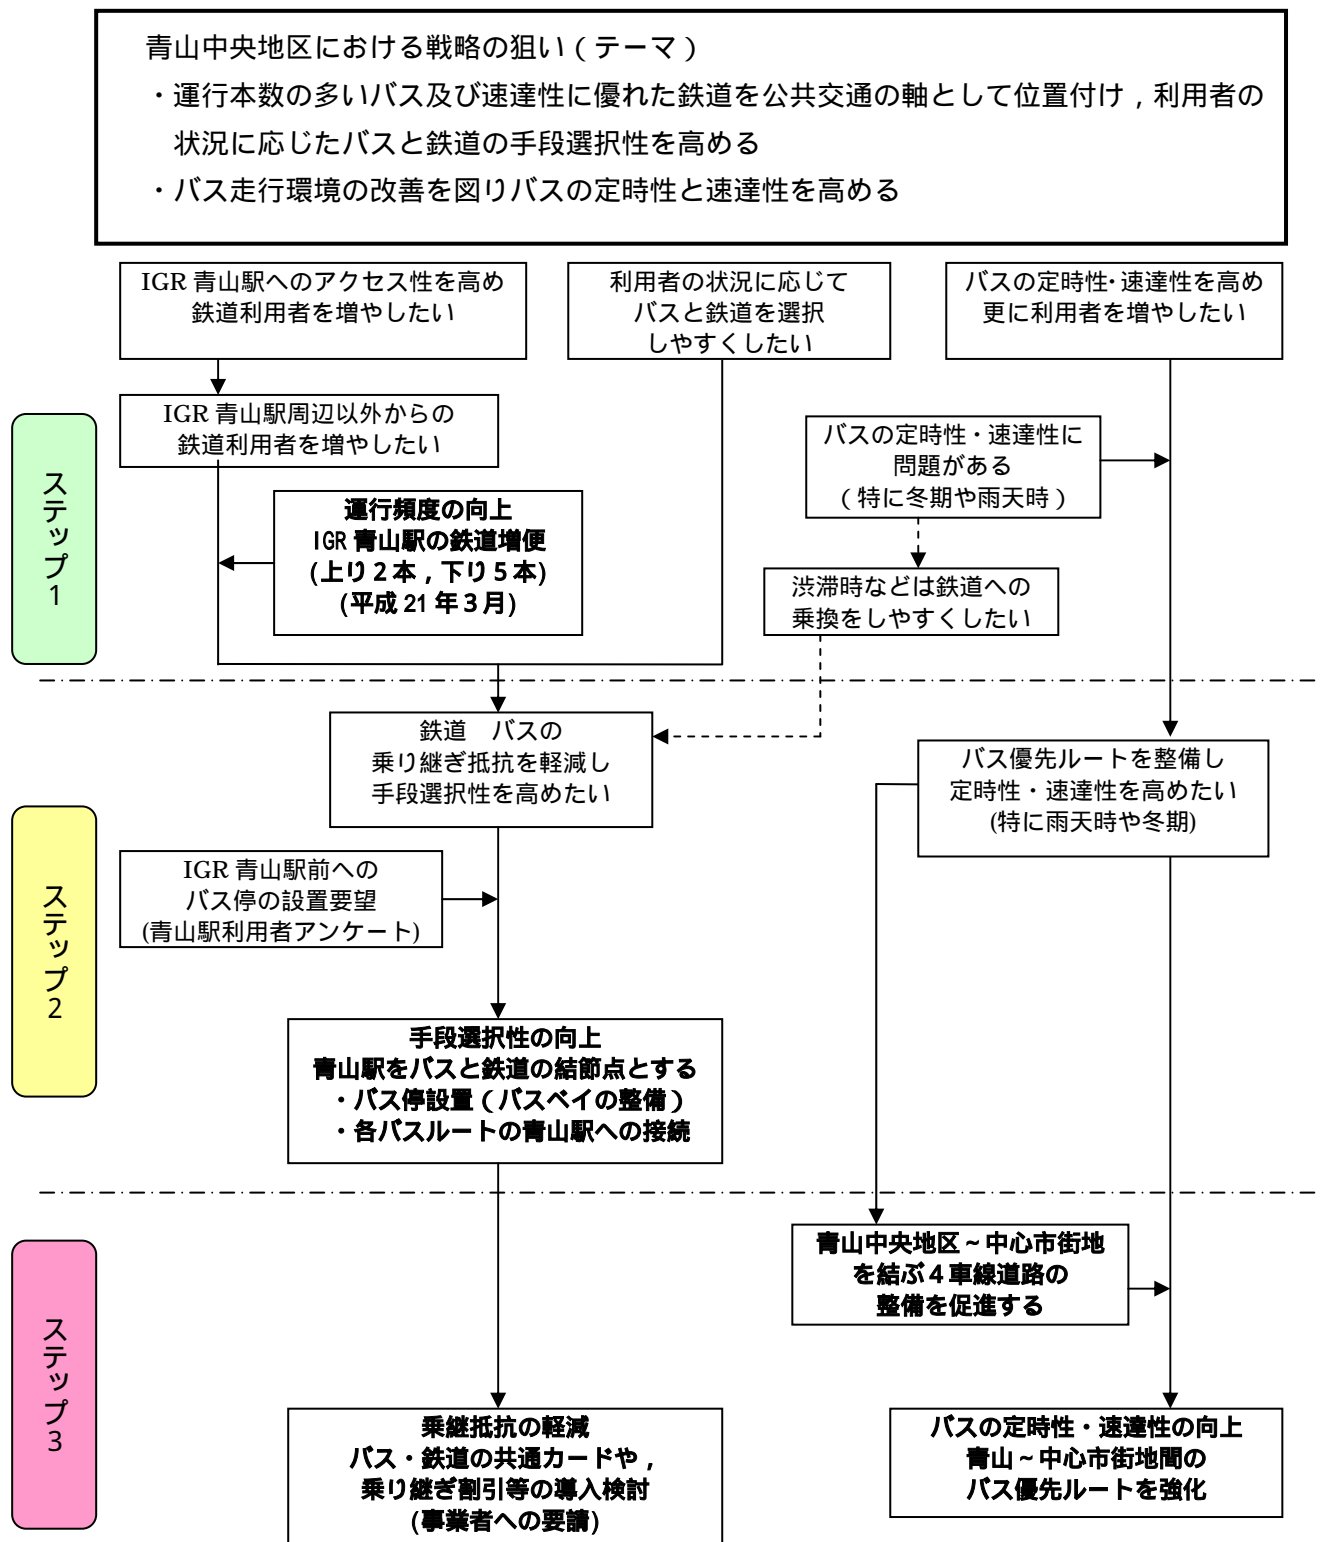 青山中央地区における戦略の狙い（テーマ）
・運行本数の多いバス及び速達性に優れた鉄道を公共交通の軸として位置付け，利用者の
状況に応じたバスと鉄道の手段選択性を高める
・バス走行環境の改善を図りバスの定時性と速達性を高める
IGR 青山駅へのアクセス性を高め
鉄道利用者を増やしたい
利用者の状況に応じて
バスと鉄道を選択
しやすくしたい
バスの定時性・速達性を高め
更に利用者を増やしたい
ステップ1
IGR 青山駅周辺以外からの
鉄道利用者を増やしたい
バスの定時性・速達性に
問題がある
（特に冬期や雨天時）
運行頻度の向上
IGR 青山駅の鉄道増便
(上り２本，下り５本)
(平成 21 年３月)
渋滞時などは鉄道への
乗換をしやすくしたい
ステップ2
鉄道　バスの
乗り継ぎ抵抗を軽減し
手段選択性を高めたい
バス優先ルートを整備し
定時性・速達性を高めたい
(特に雨天時や冬期)
IGR 青山駅前への
バス停の設置要望
(青山駅利用者アンケート)
手段選択性の向上
青山駅をバスと鉄道の結節点とする
・バス停設置（バスベイの整備）
・各バスルートの青山駅への接続
ステップ3
青山中央地区～中心市街地
を結ぶ４車線道路の
整備を促進する
乗継抵抗の軽減
バス・鉄道の共通カードや，
乗り継ぎ割引等の導入検討
(事業者への要請)
バスの定時性・速達性の向上
青山～中心市街地間の
バス優先ルートを強化